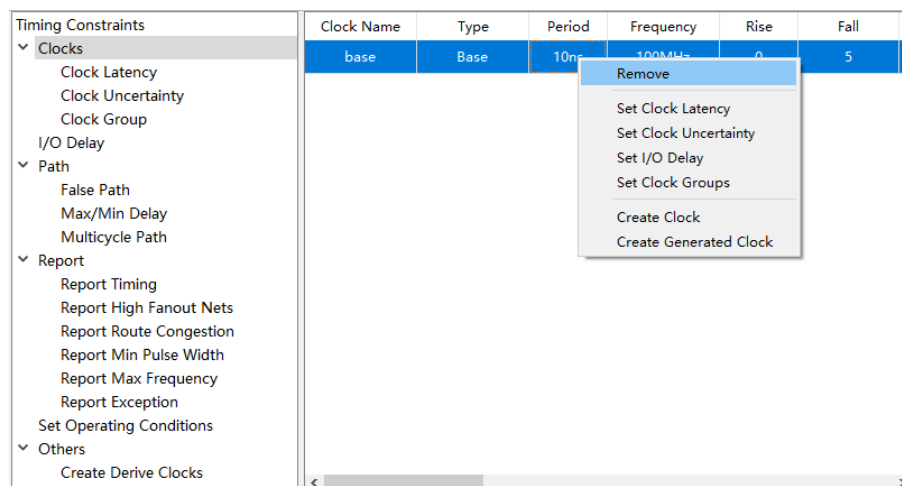 Timing Constraints
Clocks
Clock Latency
Clock Uncertainty
Clock Group
I/O Delay
Path
False Path
Max/Min Delay
Multicycle Path
Report
Report Timing
Report High Fanout Nets
Report Route Congestion
Report Min Pulse Width
Report Max Frequency
Report Exception
Set Operating Conditions
Others
Create Derive Clocks
Clock Name Type Period Frequency Rise Fall
base Base 10ns 100MHz 0 5
Remove
Set Clock Latency
Set Clock Uncertainty
Set I/O Delay
Set Clock Groups
Create Clock
Create Generated Clock